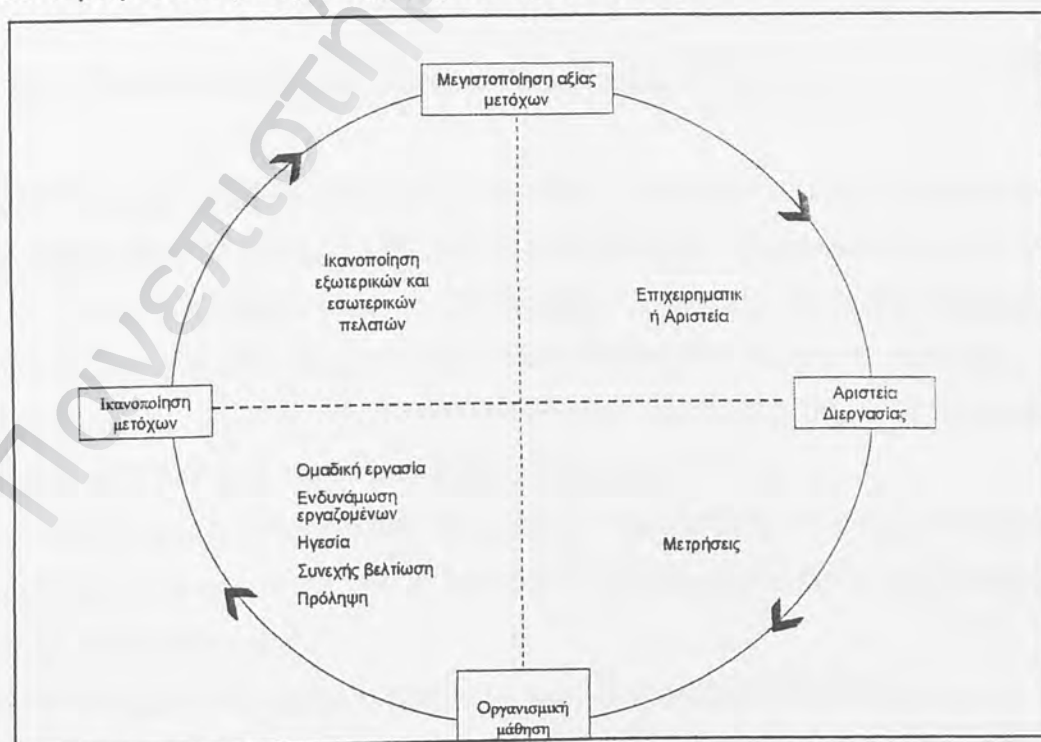 Μεγιστοποίηση αξίας
μετόχων
Ικανοποίηση
εξωτερικών και
εσωτερικών
πελατών
Επιχειρηματικ
ή Αριστεία
Ικανοποίηση
μετόχων
Αριστεία
Διεργασίας
Ομαδική εργασία
Ενδυνάμωση
εργαζομένων
Ηγεσία
Συνεχής βελτίωση
Πρόληψη
Μετρήσεις
Οργανισμική
μάθηση